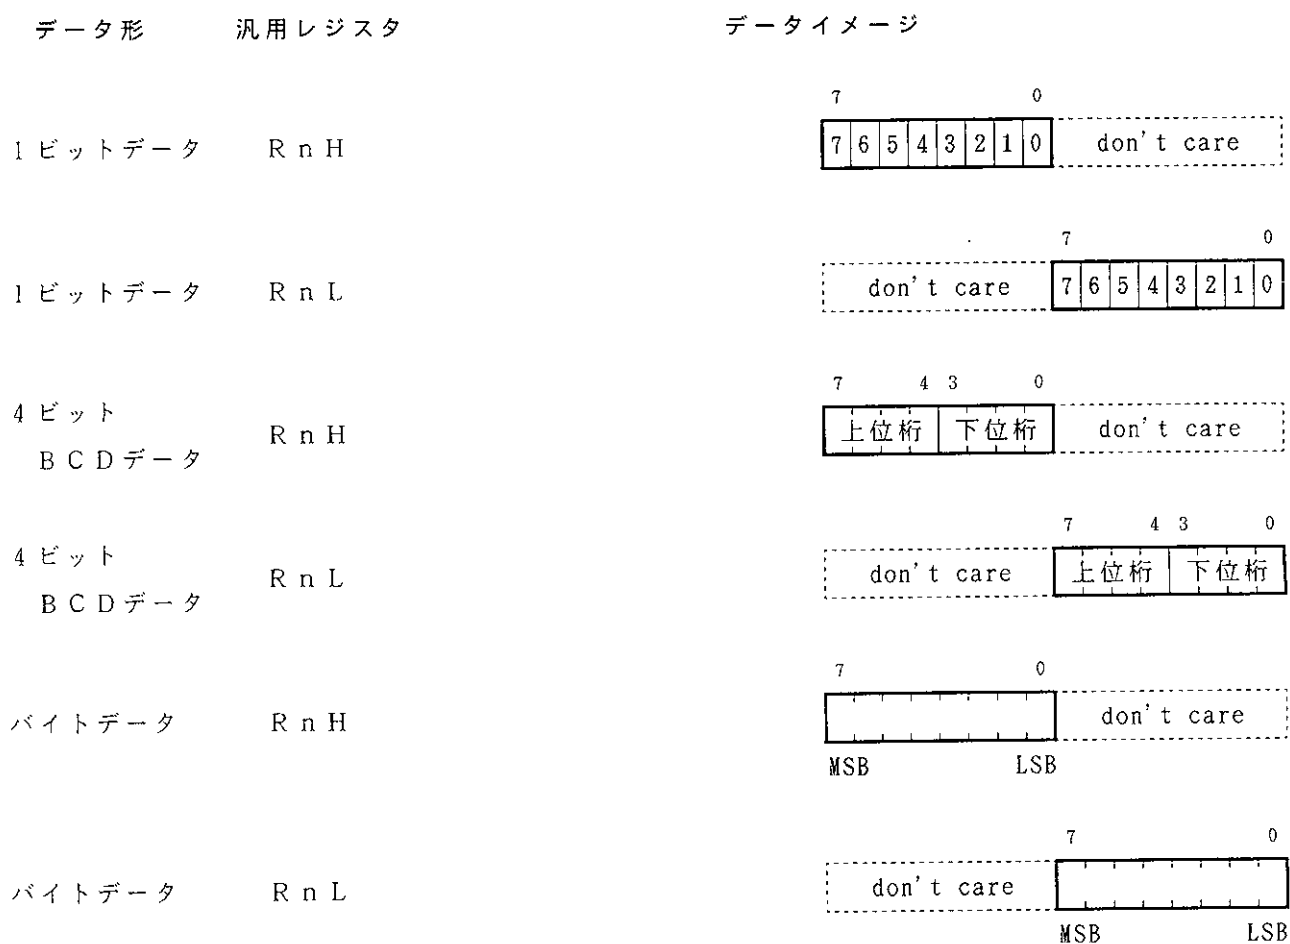 データ形 汎用レジスタ データイメージ
7 0
1ビットデータ RnH 7 6 5 4 3 2 1 0 don't care
7 0
1ビットデータ RnL don't care 7 6 5 4 3 2 1 0
7 4 3 0
4ビット
BCDデータ RnH 上位桁 下位桁 don't care
7 4 3 0
4ビット
BCDデータ RnL don't care 上位桁 下位桁
7 0
バイトデータ RnH don't care
MSB LSB
7 0
バイトデータ RnL don't care
MSB LSB